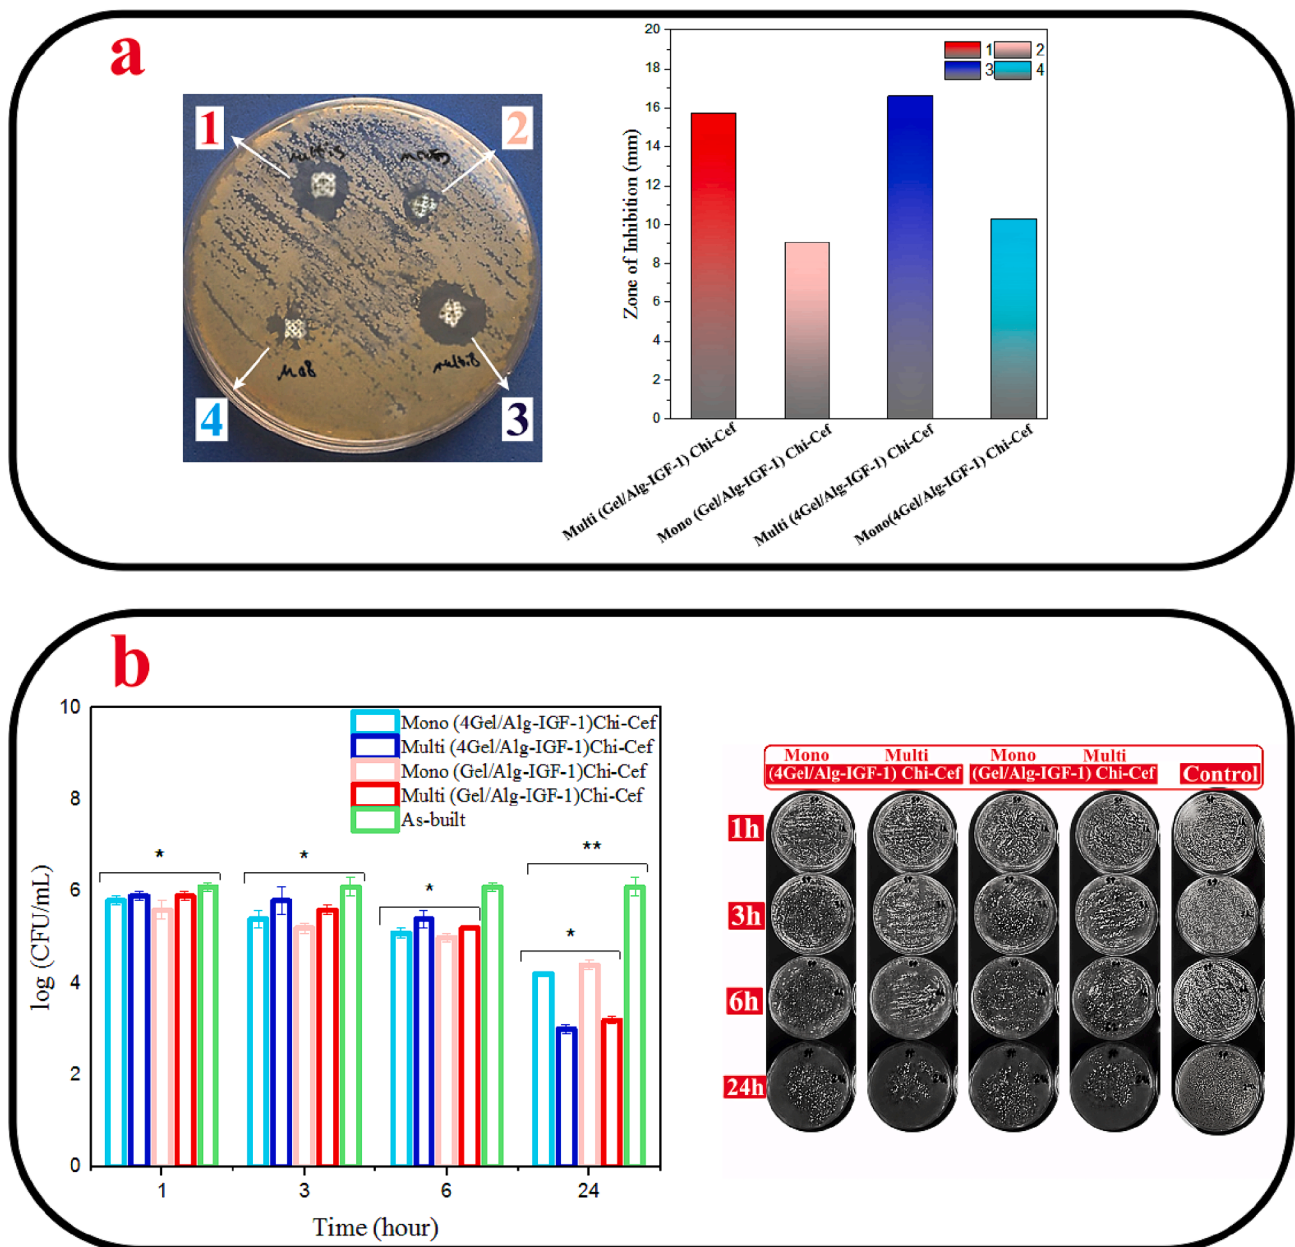 a
1
2
4
3
20
18
16
14
12
10
8
6
4
2
0
Zone of Inhibition (mm)
1 2
3 4
Multi (Gel/Alg-IGF-1) Chi-Cef
Mono (Gel/Alg-IGF-1) Chi-Cef
Multi (4Gel/Alg-IGF-1) Chi-Cef
Mono(4Gel/Alg-IGF-1) Chi-Cef
b
10
8
6
4
2
0
log (CFU/mL)
Mono (4Gel/Alg-IGF-1)Chi-Cef
Multi (4Gel/Alg-IGF-1)Chi-Cef
Mono (Gel/Alg-IGF-1)Chi-Cef
Multi (Gel/Alg-IGF-1)Chi-Cef
As-built
*
*
*
**
*
1 3 6 24
Time (hour)
Mono Multi Mono Multi
(4Gel/Alg-IGF-1) Chi-Cef (Gel/Alg-IGF-1) Chi-Cef Control
1h
3h
6h
24h